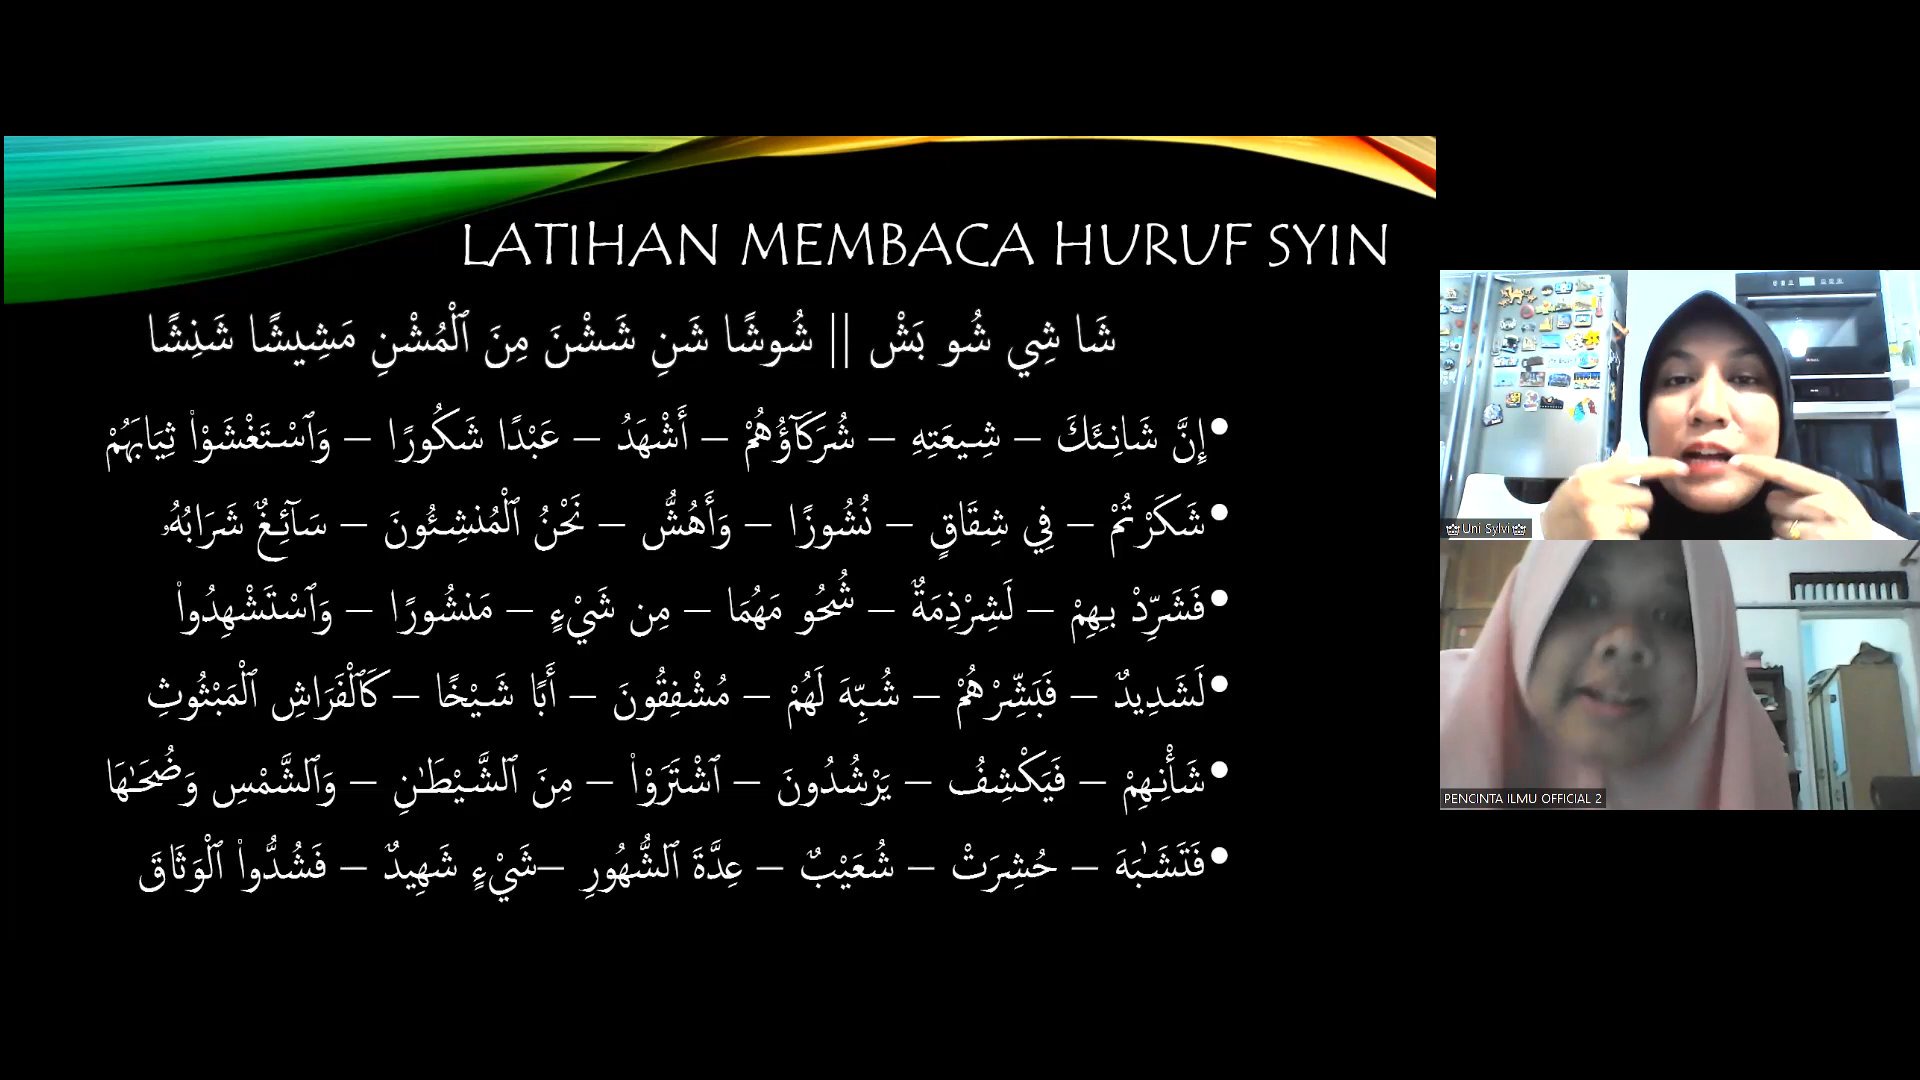 LATIHAN MEMBACA HURUF SYIN
شَا شِي شُو بَشْ || شُوشًا شَنِ شَشْنَ مِنَ ٱلْمُشْنِ مَشِيشًا شَنِشًا
•إِنَّ شَانِئَكَ – شِيعَتِهِ – شُرَكَآؤُهُمْ – أَشْهَدُ – عَبْدًا شَكُورًا – وَٱسْتَغْشَوْا۟ ثِيَابَهُمْ
•شَكَرْتُمْ – فِي شِقَاقٍ – نُشُوزًا – وَأَهُشُّ – نَحْنُ ٱلْمُنشِـُٔونَ – سَآئِغٌ شَرَابُهُۥ
•فَشَرِّدْ بِهِمْ – لَشِرْذِمَةٌ – شُحُو مَهُمَا – مِن شَيْءٍ – مَنشُورًا – وَٱسْتَشْهِدُوا۟
•لَشَدِيدٌ – فَبَشِّرْهُمْ – شُبِّهَ لَهُمْ – مُشْفِقُونَ – أَبًا شَيْخًا – كَٱلْفَرَاشِ ٱلْمَبْثُوثِ
•شَأْنِهِمْ – فَيَكْشِفُ – يَرْشُدُونَ – ٱشْتَرَوْا۟ – مِنَ ٱلشَّيْطَـٰنِ – وَٱلشَّمْسِ وَضُحَىٰهَا
•فَتَشَـٰبَهَ – حُشِرَتْ – شُعَيْبٌ – عِدَّةَ ٱلشُّهُورِ –شَيْءٍ شَهِيدٌ – فَشُدُّوا۟ ٱلْوَثَاقَ
Uni Sylvi
PENCINTA ILMU OFFICIAL 2